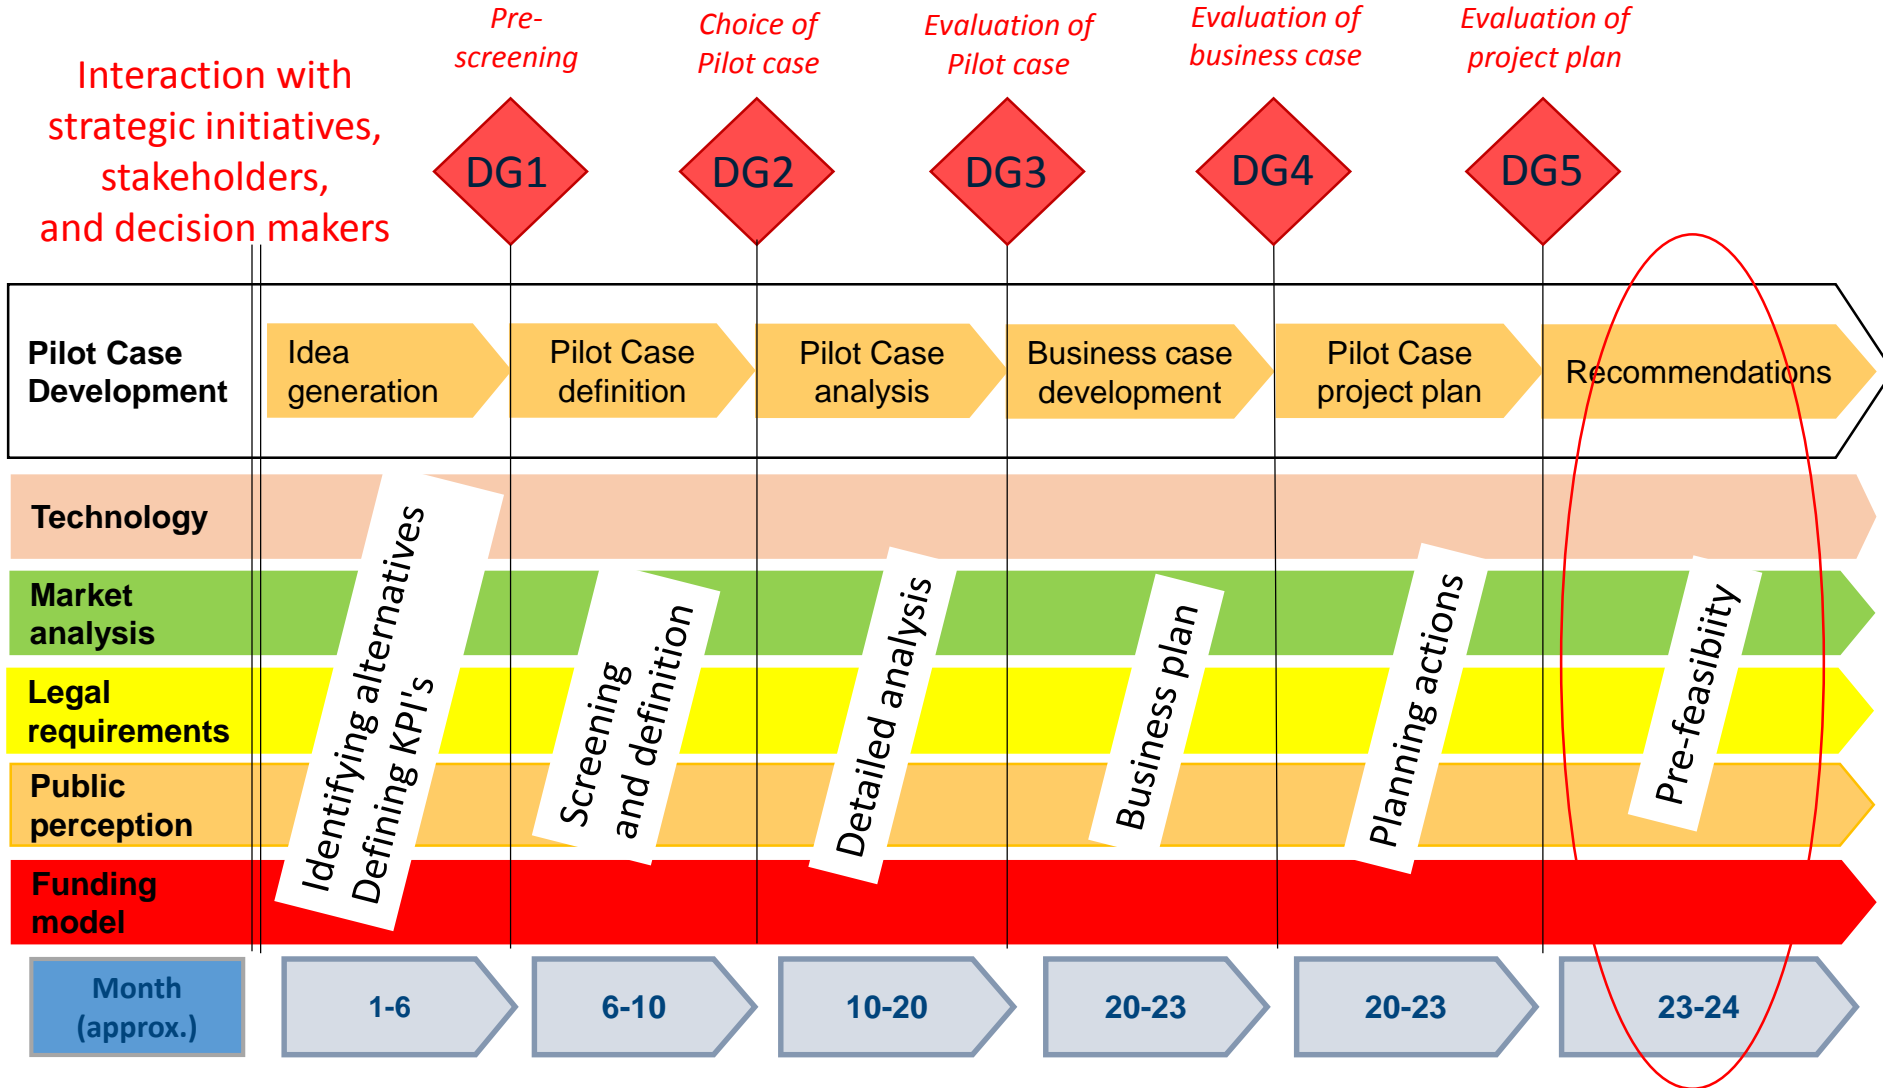 Pre-
screening
Choice of
Pilot case
Evaluation of
Pilot case
Evaluation of
business case
Evaluation of
project plan
Interaction with
strategic initiatives,
stakeholders,
and decision makers
DG1
DG2
DG3
DG4
DG5
Pilot Case
Development
Idea
generation
Pilot Case
definition
Pilot Case
analysis
Business case
development
Pilot Case
project plan
Recommendations
Technology
Market
analysis
Legal
requirements
Public
perception
Funding
model
Identifying alternatives
Defining KPI's
Screening
and definition
Detailed analysis
Business plan
Planning actions
Pre-feasibiity
Month
(approx.)
1-6
6-10
10-20
20-23
20-23
23-24